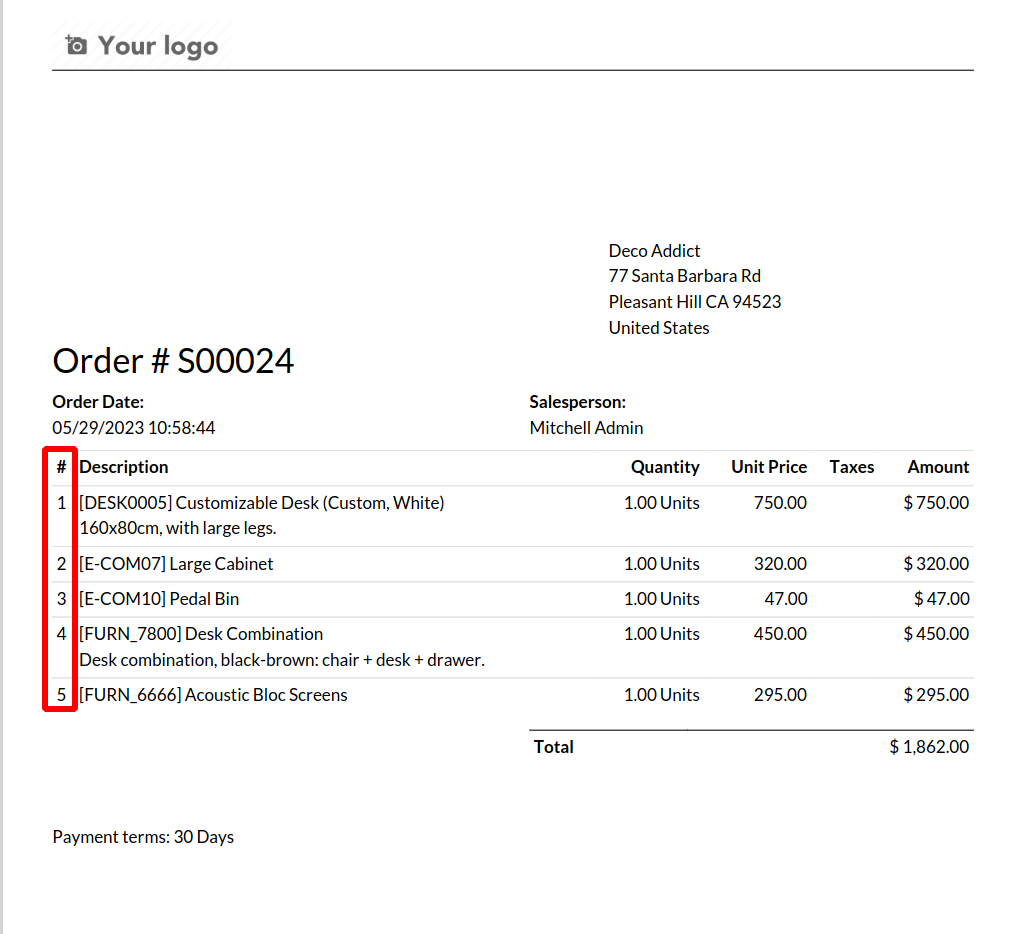 Your logo
Deco Addict
77 Santa Barbara Rd
Pleasant Hill CA 94523
United States
Order # S00024
Order Date: Salesperson:
05/29/2023 10:58:44 Mitchell Admin
# Description Quantity Unit Price Taxes Amount
1 [DESK0005] Customizable Desk (Custom, White) 1.00 Units 750.00 $ 750.00
160x80cm, with large legs.
2 [E-COM07] Large Cabinet 1.00 Units 320.00 $ 320.00
3 [E-COM10] Pedal Bin 1.00 Units 47.00 $ 47.00
4 [FURN_7800] Desk Combination 1.00 Units 450.00 $ 450.00
Desk combination, black-brown: chair + desk + drawer.
5 [FURN_6666] Acoustic Bloc Screens 1.00 Units 295.00 $ 295.00
Total $ 1,862.00
Payment terms: 30 Days